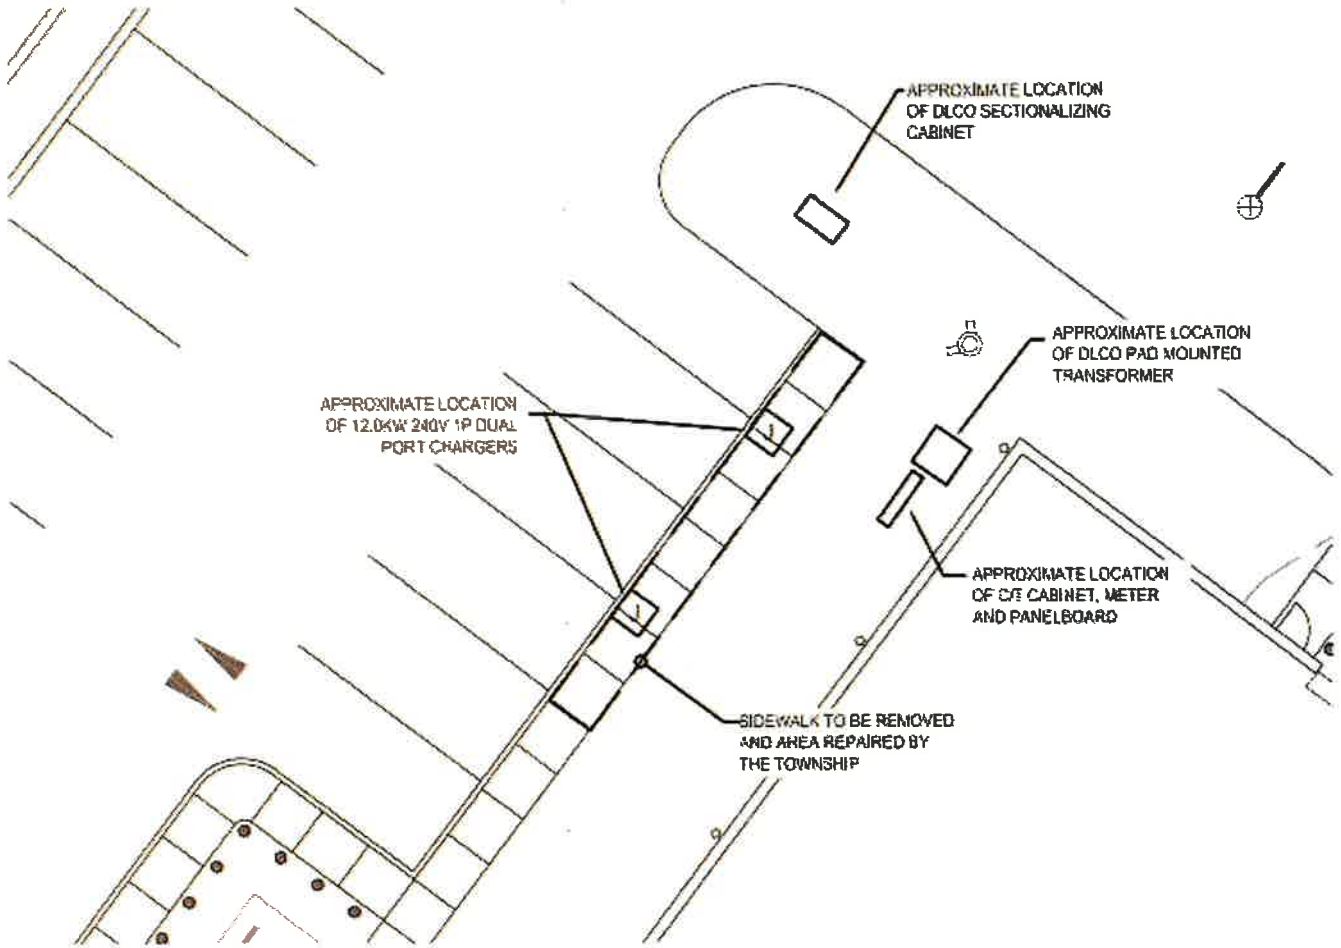 APPROXIMATE LOCATION
OF DLCO SECTIONALIZING
CABINET
APPROXIMATE LOCATION
OF DLCO PAD MOUNTED
TRANSFORMER
APPROXIMATE LOCATION
OF 12.0KW 240V 1P DUAL
PORT CHARGERS
APPROXIMATE LOCATION
OF C/T CABINET, METER
AND PANELBOARD
SIDEWALK TO BE REMOVED
AND AREA REPAIRED BY
THE TOWNSHIP